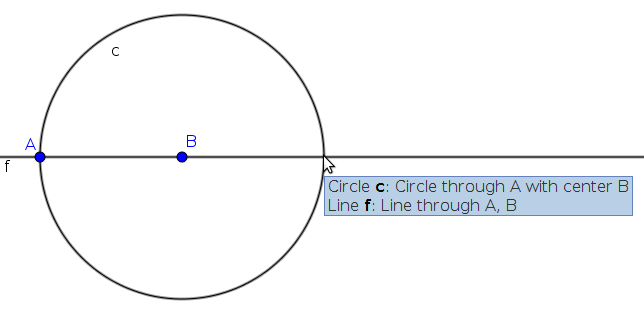 c
A
B
f
Circle c: Circle through A with center B
Line f: Line through A, B